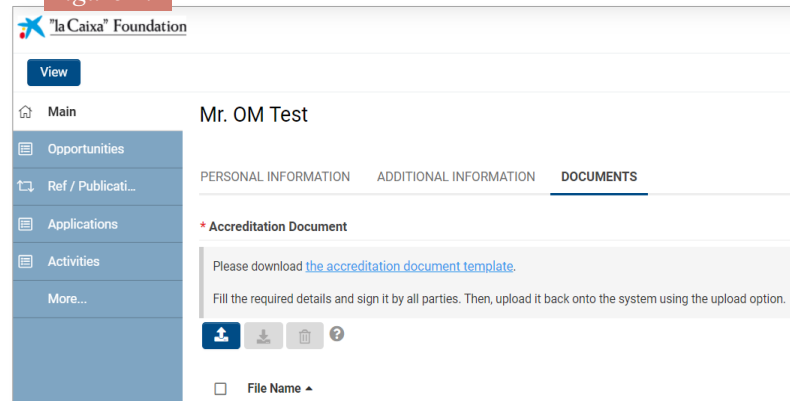 "la Caixa" Foundation
View
Main
Mr. OM Test
Opportunities
Ref / Publicati...
Applications
Activities
More...
PERSONAL INFORMATION ADDITIONAL INFORMATION DOCUMENTS
* Accreditation Document
Please download the accreditation document template.
Fill the required details and sign it by all parties. Then, upload it back onto the system using the upload option.
File Name